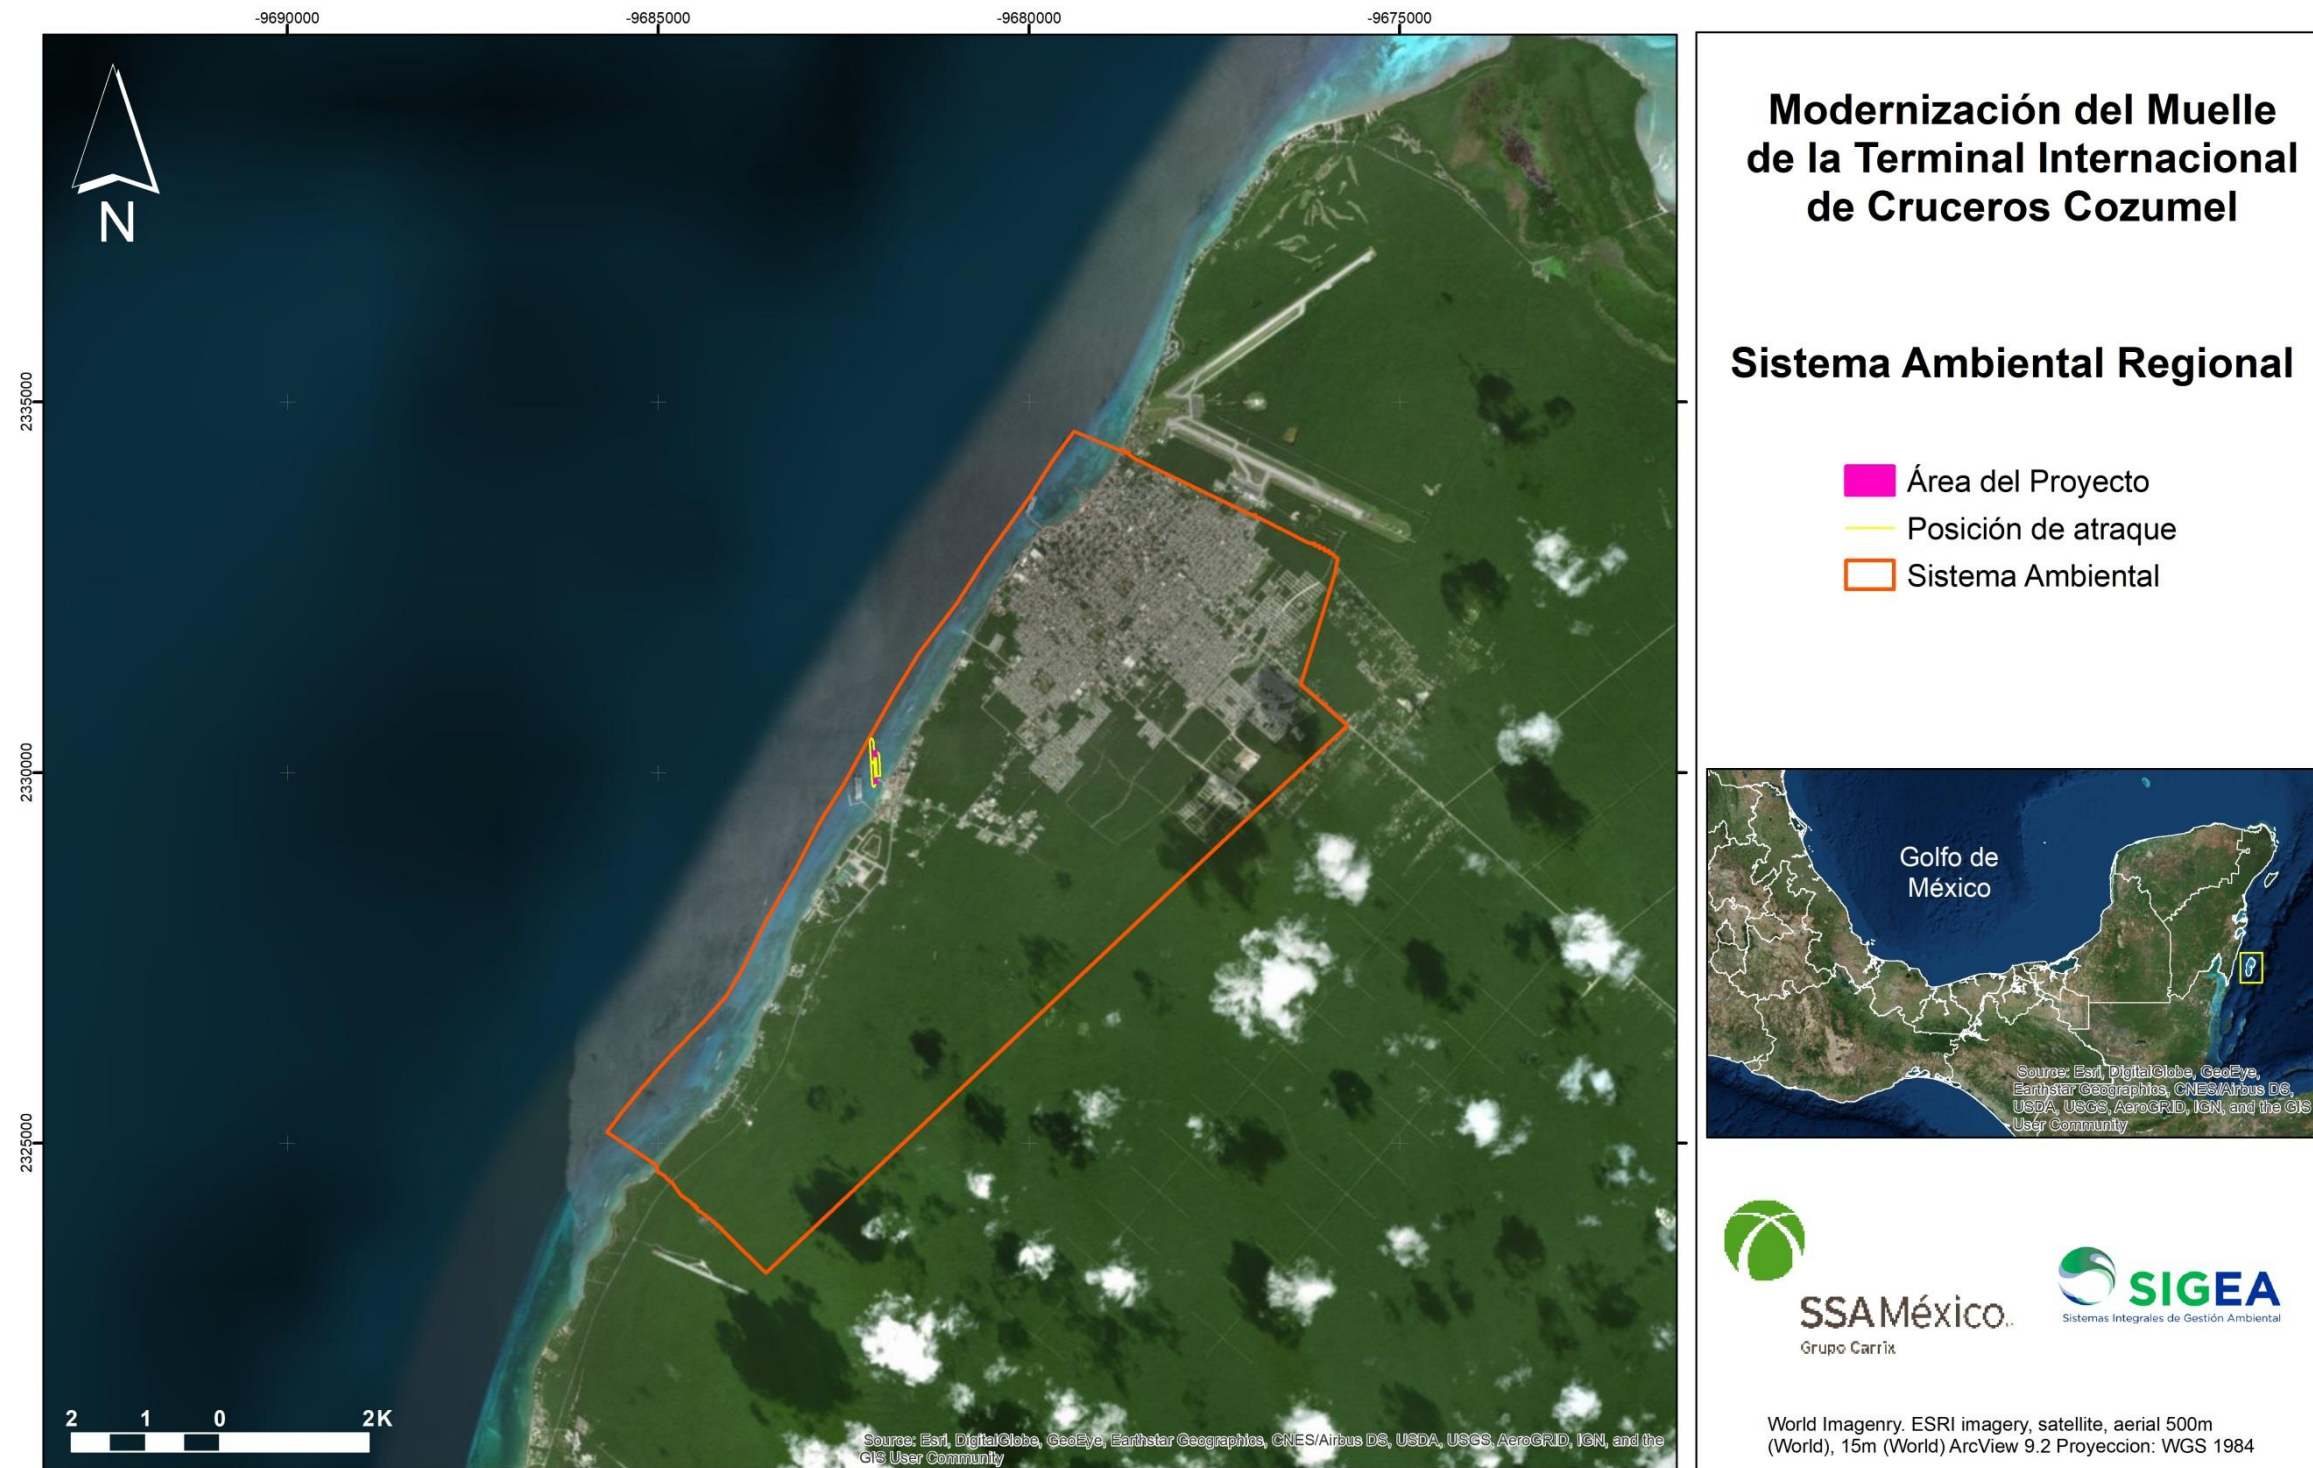 -9690000 -9685000 -9680000 -9675000
2335000
2330000
2325000
N
2 1 0 2K
Source: Esri, DigitalGlobe, GeoEye, Earthstar Geographics, CNES/Airbus DS, USDA, USGS, AeroGRID, IGN, and the
GIS User Community
Modernización del Muelle
de la Terminal Internacional
de Cruceros Cozumel
Sistema Ambiental Regional
Área del Proyecto
Posición de atraque
Sistema Ambiental
Golfo de
México
Source: Esri, DigitalGlobe, GeoEye,
Earthstar Geographics, CNES/Airbus DS,
USDA, USGS, AeroGRID, IGN, and the GIS
User Community
SSA México..
Grupo Carrix
SIGEA
Sistemas Integrales de Gestión Ambiental
World Imagenry. ESRI imagery, satellite, aerial 500m
(World), 15m (World) ArcView 9.2 Proyeccion: WGS 1984